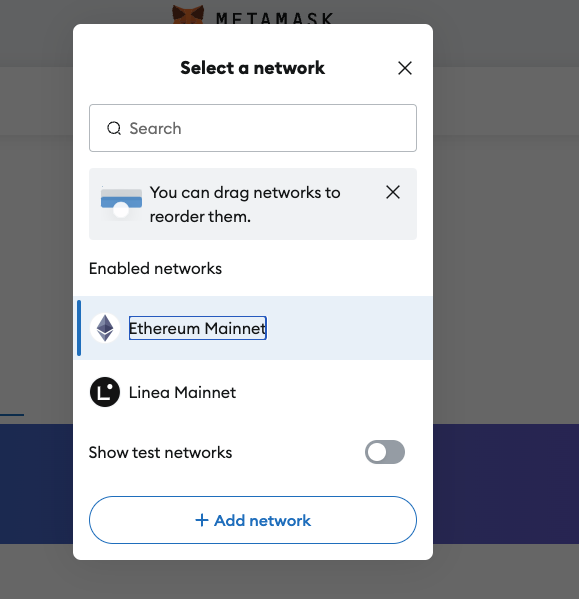 METAMASK
Select a network
Search
You can drag networks to
reorder them.
Enabled networks
Ethereum Mainnet
Linea Mainnet
Show test networks
+ Add network